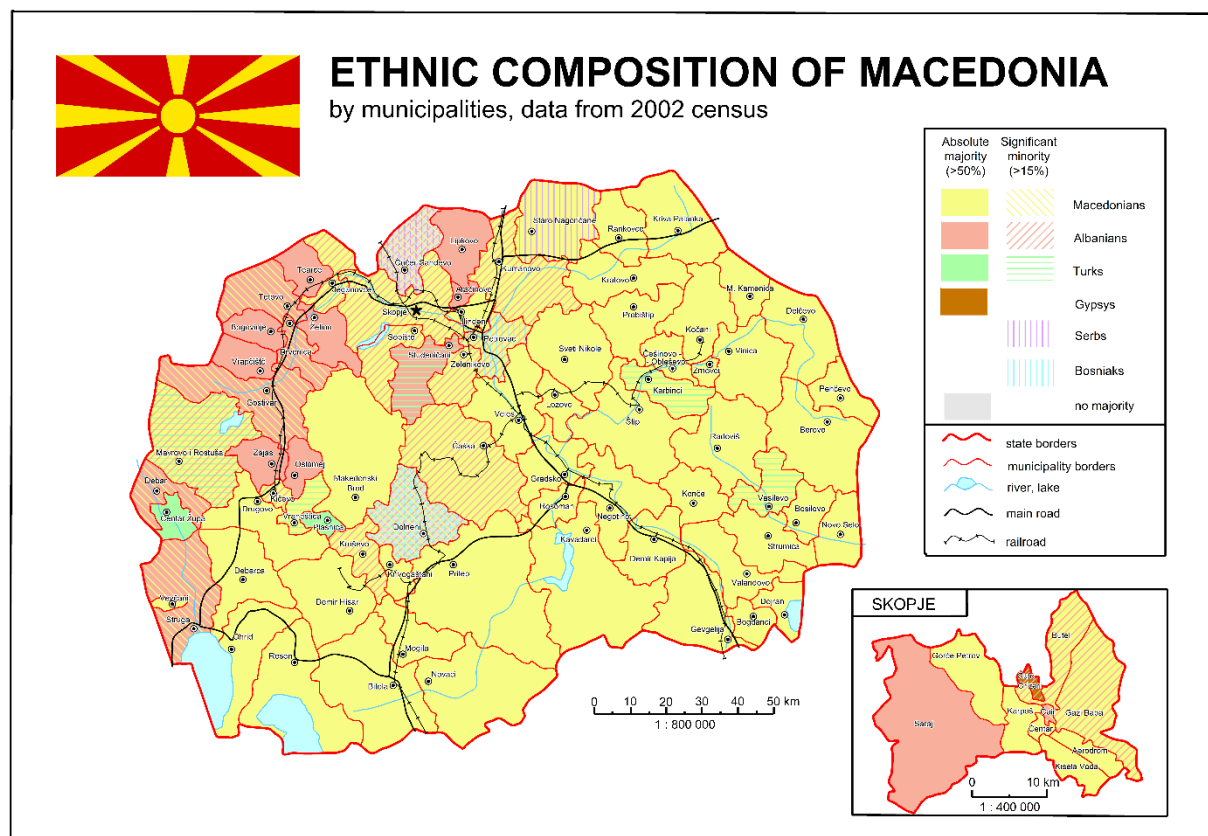 ETHNIC COMPOSITION OF MACEDONIA
by municipalities, data from 2002 census
Absolute
majority
(>50%)
Significant
minority
(>15%)
Macedonians
Albanians
Turks
Gypsys
Serbs
Bosniaks
no majority
state borders
municipality borders
river, lake
main road
railroad
Staro Nagoričane
Kriva Palanka
Rankovce
Lipkovo
Čučer Sandevo
Kumanovo
Tearce
Jegunovce
Kratovo
M. Kamenica
Aračinovo
Tetovo
Skopje
Ilinden
Probištip
Delčevo
Želino
Bogovinje
Sopište
Petrovec
Kočani
Brvenica
Studeničani
Zelenikovo
Sveti Nikole
Češinovo
Obleševo
Vinica
Vrapčište
Zrnovci
Karbinci
Gostivar
Lozovo
Pehčevo
Veles
Štip
Berovo
Čaška
Radoviš
Mavrovo i Rostuša
Zajas
Oslomej
Makedonski
Brod
Gradsko
Debar
Kičevo
Drugovo
Rosoman
Konče
Vasilevo
Centar Župa
Vraneštica
Plasnica
Negotino
Bosilovo
Dolneni
Novo Selo
Kavadarci
Strumica
Kruševo
Demir Kapija
Krivogaštani
Prilep
Debarca
Valandovo
Vevčani
Demir Hisar
Dojran
Struga
Bogdanci
Ohrid
Gevgelija
Mogila
Resen
Novaci
Bitola
0 10 20 30 40 50 km
1 : 800 000
SKOPJE
Butel
Gorče Petrov
Šuto
Orizari
Karpoš
Čair
Gazi Baba
Saraj
Centar
Aerodrom
Kisela Voda
0 10 km
1 : 400 000